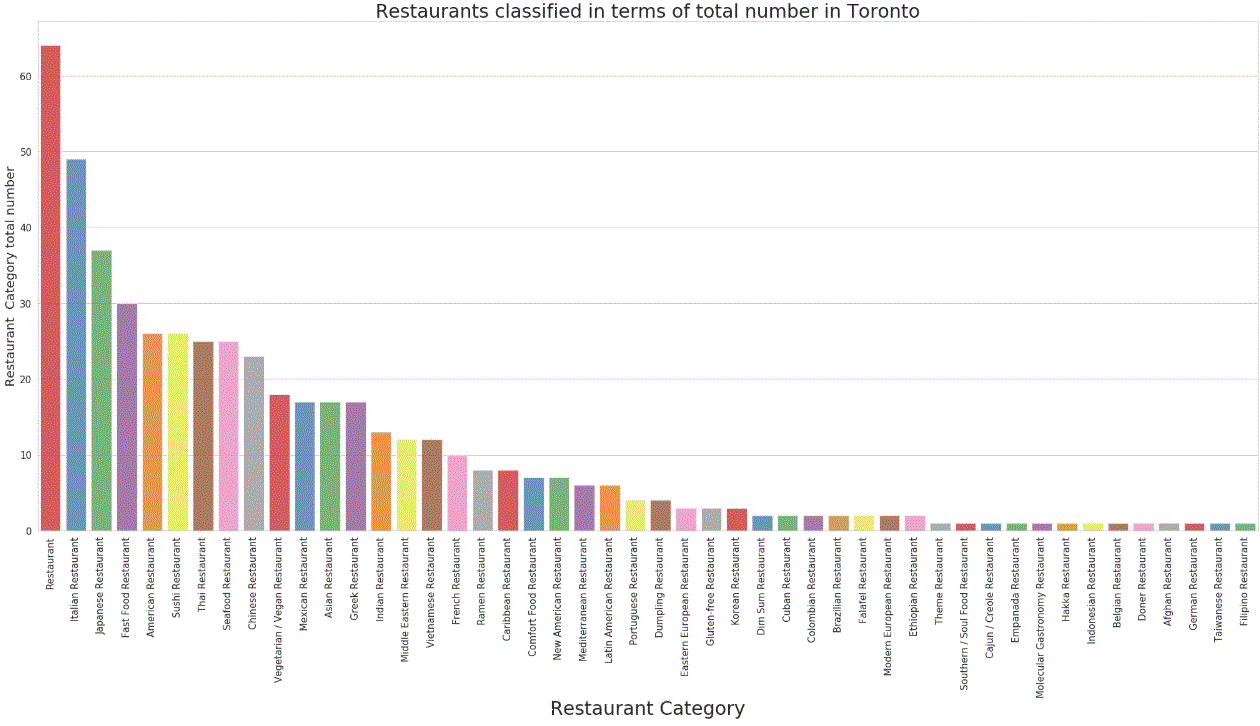 Restaurants classified in terms of total number in Toronto
Restaurant  Category total number
60
50
40
30
20
10
0
Restaurant
Italian Restaurant
Japanese Restaurant
Fast Food Restaurant
American Restaurant
Sushi Restaurant
Thai Restaurant
Seafood Restaurant
Chinese Restaurant
Vegetarian / Vegan Restaurant
Mexican Restaurant
Asian Restaurant
Greek Restaurant
Indian Restaurant
Middle Eastern Restaurant
Vietnamese Restaurant
French Restaurant
Ramen Restaurant
Caribbean Restaurant
Comfort Food Restaurant
New American Restaurant
Mediterranean Restaurant
Latin American Restaurant
Portuguese Restaurant
Dumpling Restaurant
Eastern European Restaurant
Gluten-free Restaurant
Korean Restaurant
Dim Sum Restaurant
Cuban Restaurant
Colombian Restaurant
Brazilian Restaurant
Falafel Restaurant
Modern European Restaurant
Ethiopian Restaurant
Theme Restaurant
Southern / Soul Food Restaurant
Cajun / Creole Restaurant
Empanada Restaurant
Molecular Gastronomy Restaurant
Hakka Restaurant
Indonesian Restaurant
Belgian Restaurant
Doner Restaurant
Afghan Restaurant
German Restaurant
Taiwanese Restaurant
Filipino Restaurant
Restaurant Category